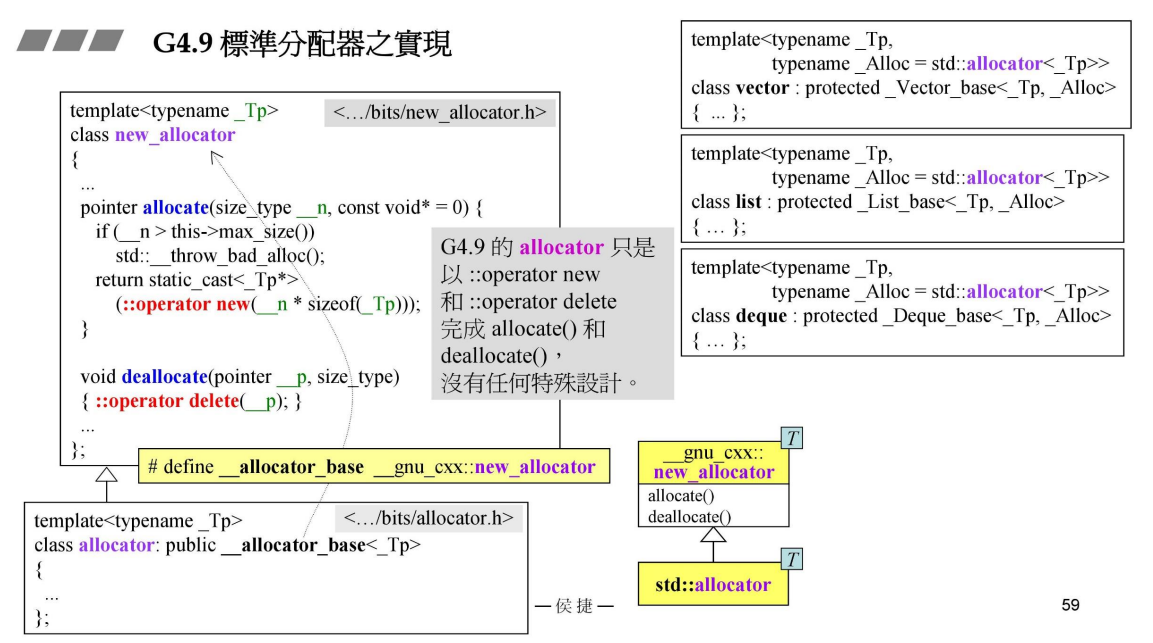 G4.9 標準分配器之實現
template<typename _Tp>
<…/bits/new_allocator.h>
class new_allocator
{
...
pointer allocate(size_type __n, const void* = 0) {
if (__n > this->max_size())
std::__throw_bad_alloc();
return static_cast<_Tp*>
(::operator new(__n * sizeof(_Tp)));
}
void deallocate(pointer __p, size_type)
{ ::operator delete(__p); }
...
};
G4.9 的 allocator 只是
以 ::operator new
和 ::operator delete
完成 allocate() 和
deallocate()，
沒有任何特殊設計。
# define __allocator_base __gnu_cxx::new_allocator
template<typename _Tp>
<…/bits/allocator.h>
class allocator: public __allocator_base<_Tp>
{
...
};
template<typename _Tp,
typename _Alloc = std::allocator<_Tp>>
class vector : protected _Vector_base<_Tp, _Alloc>
{ ... };
template<typename _Tp,
typename _Alloc = std::allocator<_Tp>>
class list : protected _List_base<_Tp, _Alloc>
{ … };
template<typename _Tp,
typename _Alloc = std::allocator<_Tp>>
class deque : protected _Deque_base<_Tp, _Alloc>
{ … };
T
__gnu_cxx::
new_allocator
allocate()
deallocate()
T
std::allocator
—侯捷—
59